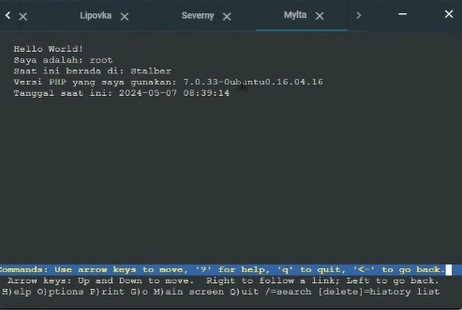 Lipovka
Severny
Mylta
Hello World!
Saya adalah: root
Saat ini berada di: Stalber
Versi PHP yang saya gunakan: 7.0.33-0ubuntu0.16.04.16
Tanggal saat ini: 2024-05-07 08:39:14
Commands: Use arrow keys to move, '?' for help, 'q' to quit, '<-' to go back.
Arrow keys: Up and Down to move.  Right to follow a link; Left to go back.
H)elp O)ptions P)rint G)o M)ain screen Q)uit /=search [delete]=history list